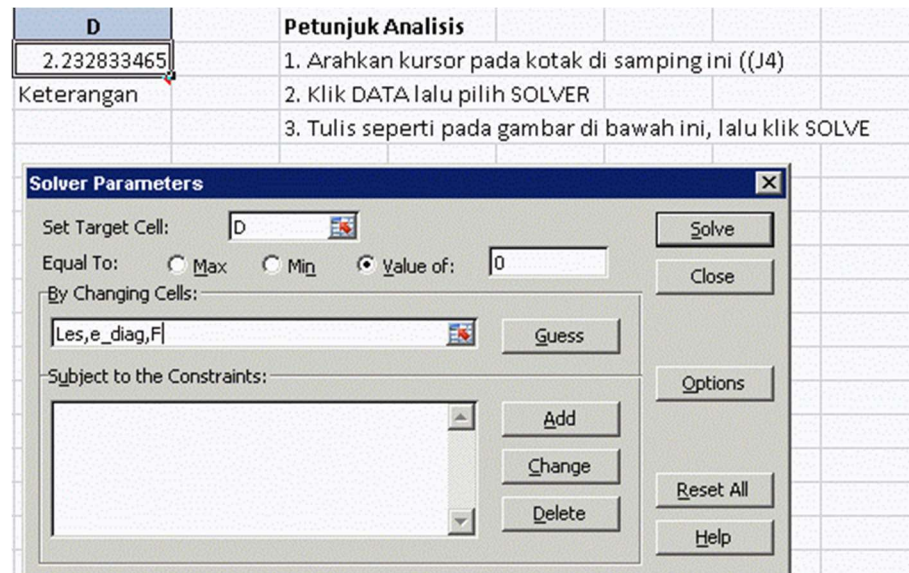 D
Petunjuk Analisis
2.232833465
1. Arahkan kursor pada kotak di samping ini ((J4)
Keterangan
2. Klik DATA lalu pilih SOLVER
3. Tulis seperti pada gambar di bawah ini, lalu klik SOLVE
Solver Parameters
Set Target Cell: D
Solve
Equal To: Max Min Value of: 0
Close
By Changing Cells:
Les,e_diag,F
Guess
Subject to the Constraints:
Options
Add
Change
Reset All
Delete
Help